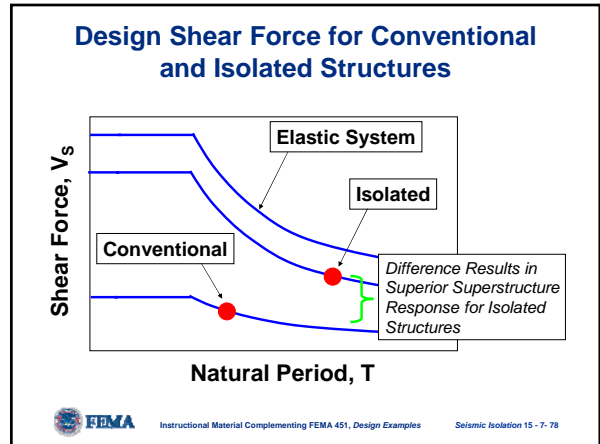 Design Shear Force for Conventional
and Isolated Structures
Shear Force, VS
Elastic System
Isolated
Conventional
Difference Results in
Superior Superstructure
Response for Isolated
Structures
Natural Period, T
FEMA
Instructional Material Complementing FEMA 451, Design Examples
Seismic Isolation 15 - 7- 78